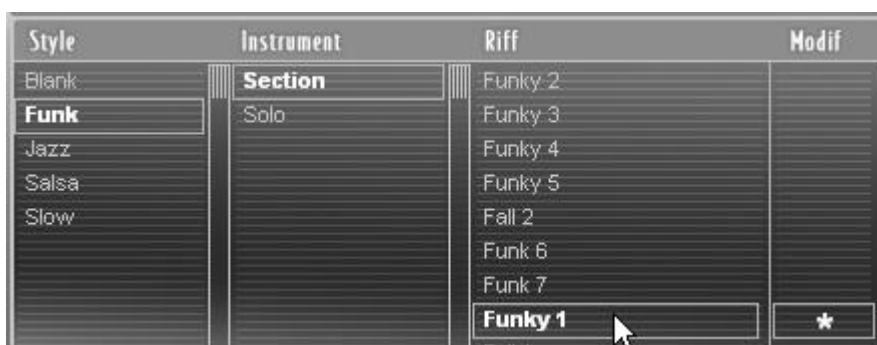 Style Instrument Riff Modif
Blank Section Funky 2
Funk Solo Funky 3
Jazz Funky 4
Salsa Funky 5
Slow Fall 2
Funk 6
Funk 7
Funky 1 *